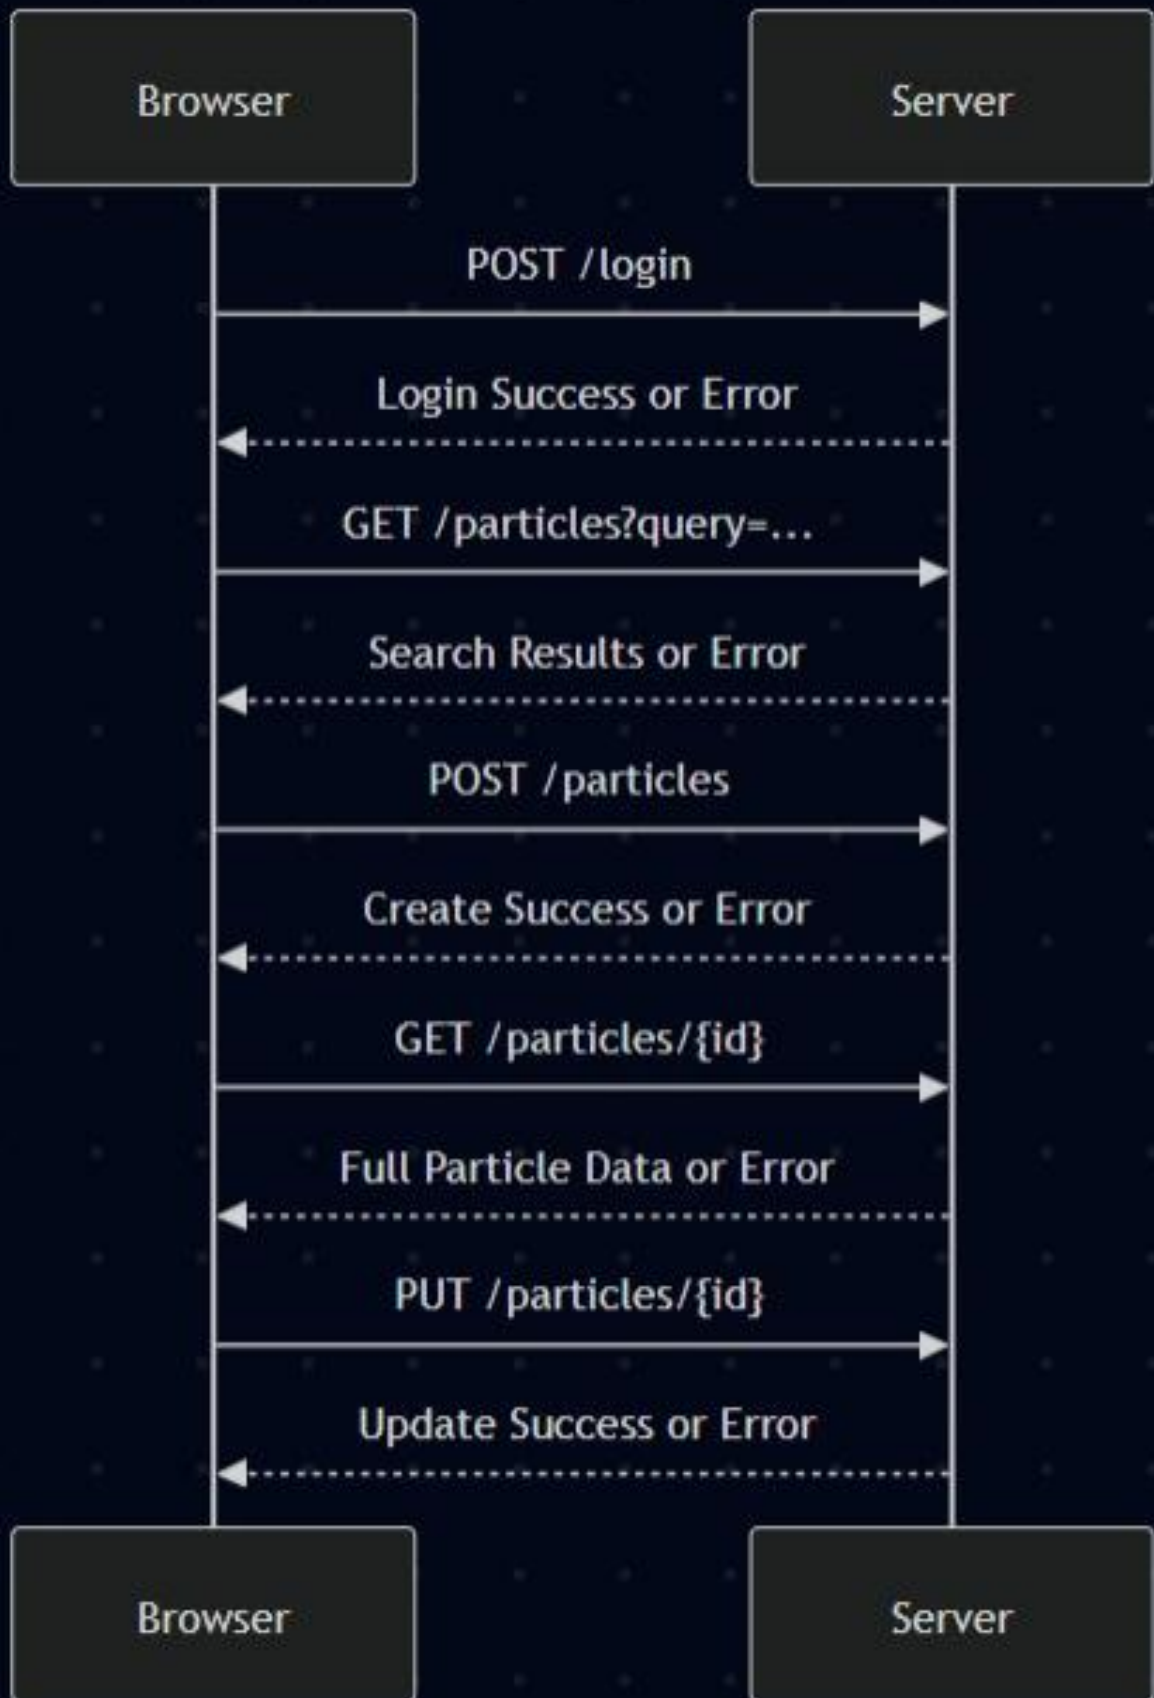 Browser
Server
POST /login
Login Success or Error
GET /particles?query=...
Search Results or Error
POST /particles
Create Success or Error
GET /particles/{id}
Full Particle Data or Error
PUT /particles/{id}
Update Success or Error
Browser
Server